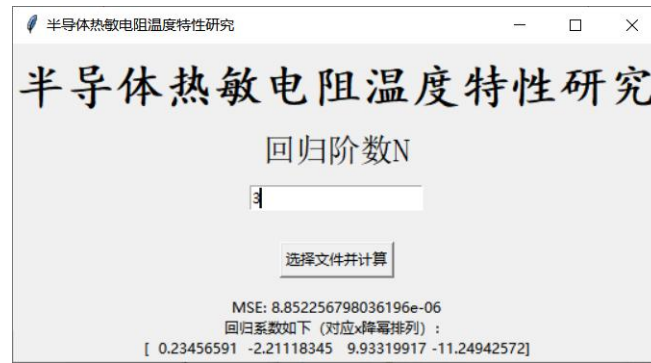 半导体热敏电阻温度特性研究
半导体热敏电阻温度特性研究
回归阶数N
3
选择文件并计算
MSE: 8.852256798036196e-06
回归系数如下（对应x降幂排列）:
[  0.23456591  -2.21118345   9.93319917 -11.24942572]